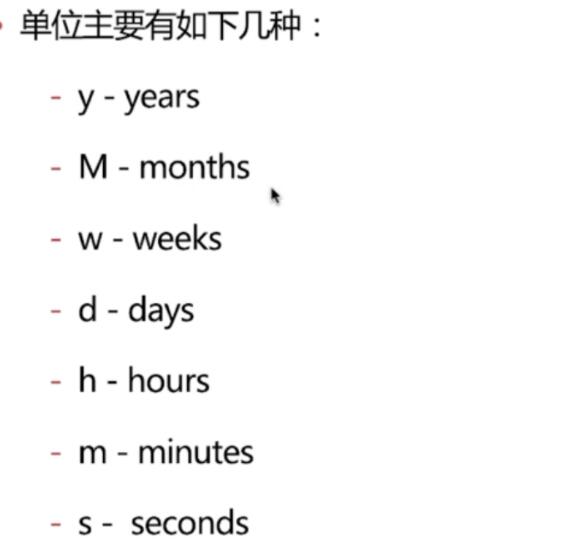 • 单位主要有如下几种：
- y - years
- M - months
- w - weeks
- d - days
- h - hours
- m - minutes
- s - seconds